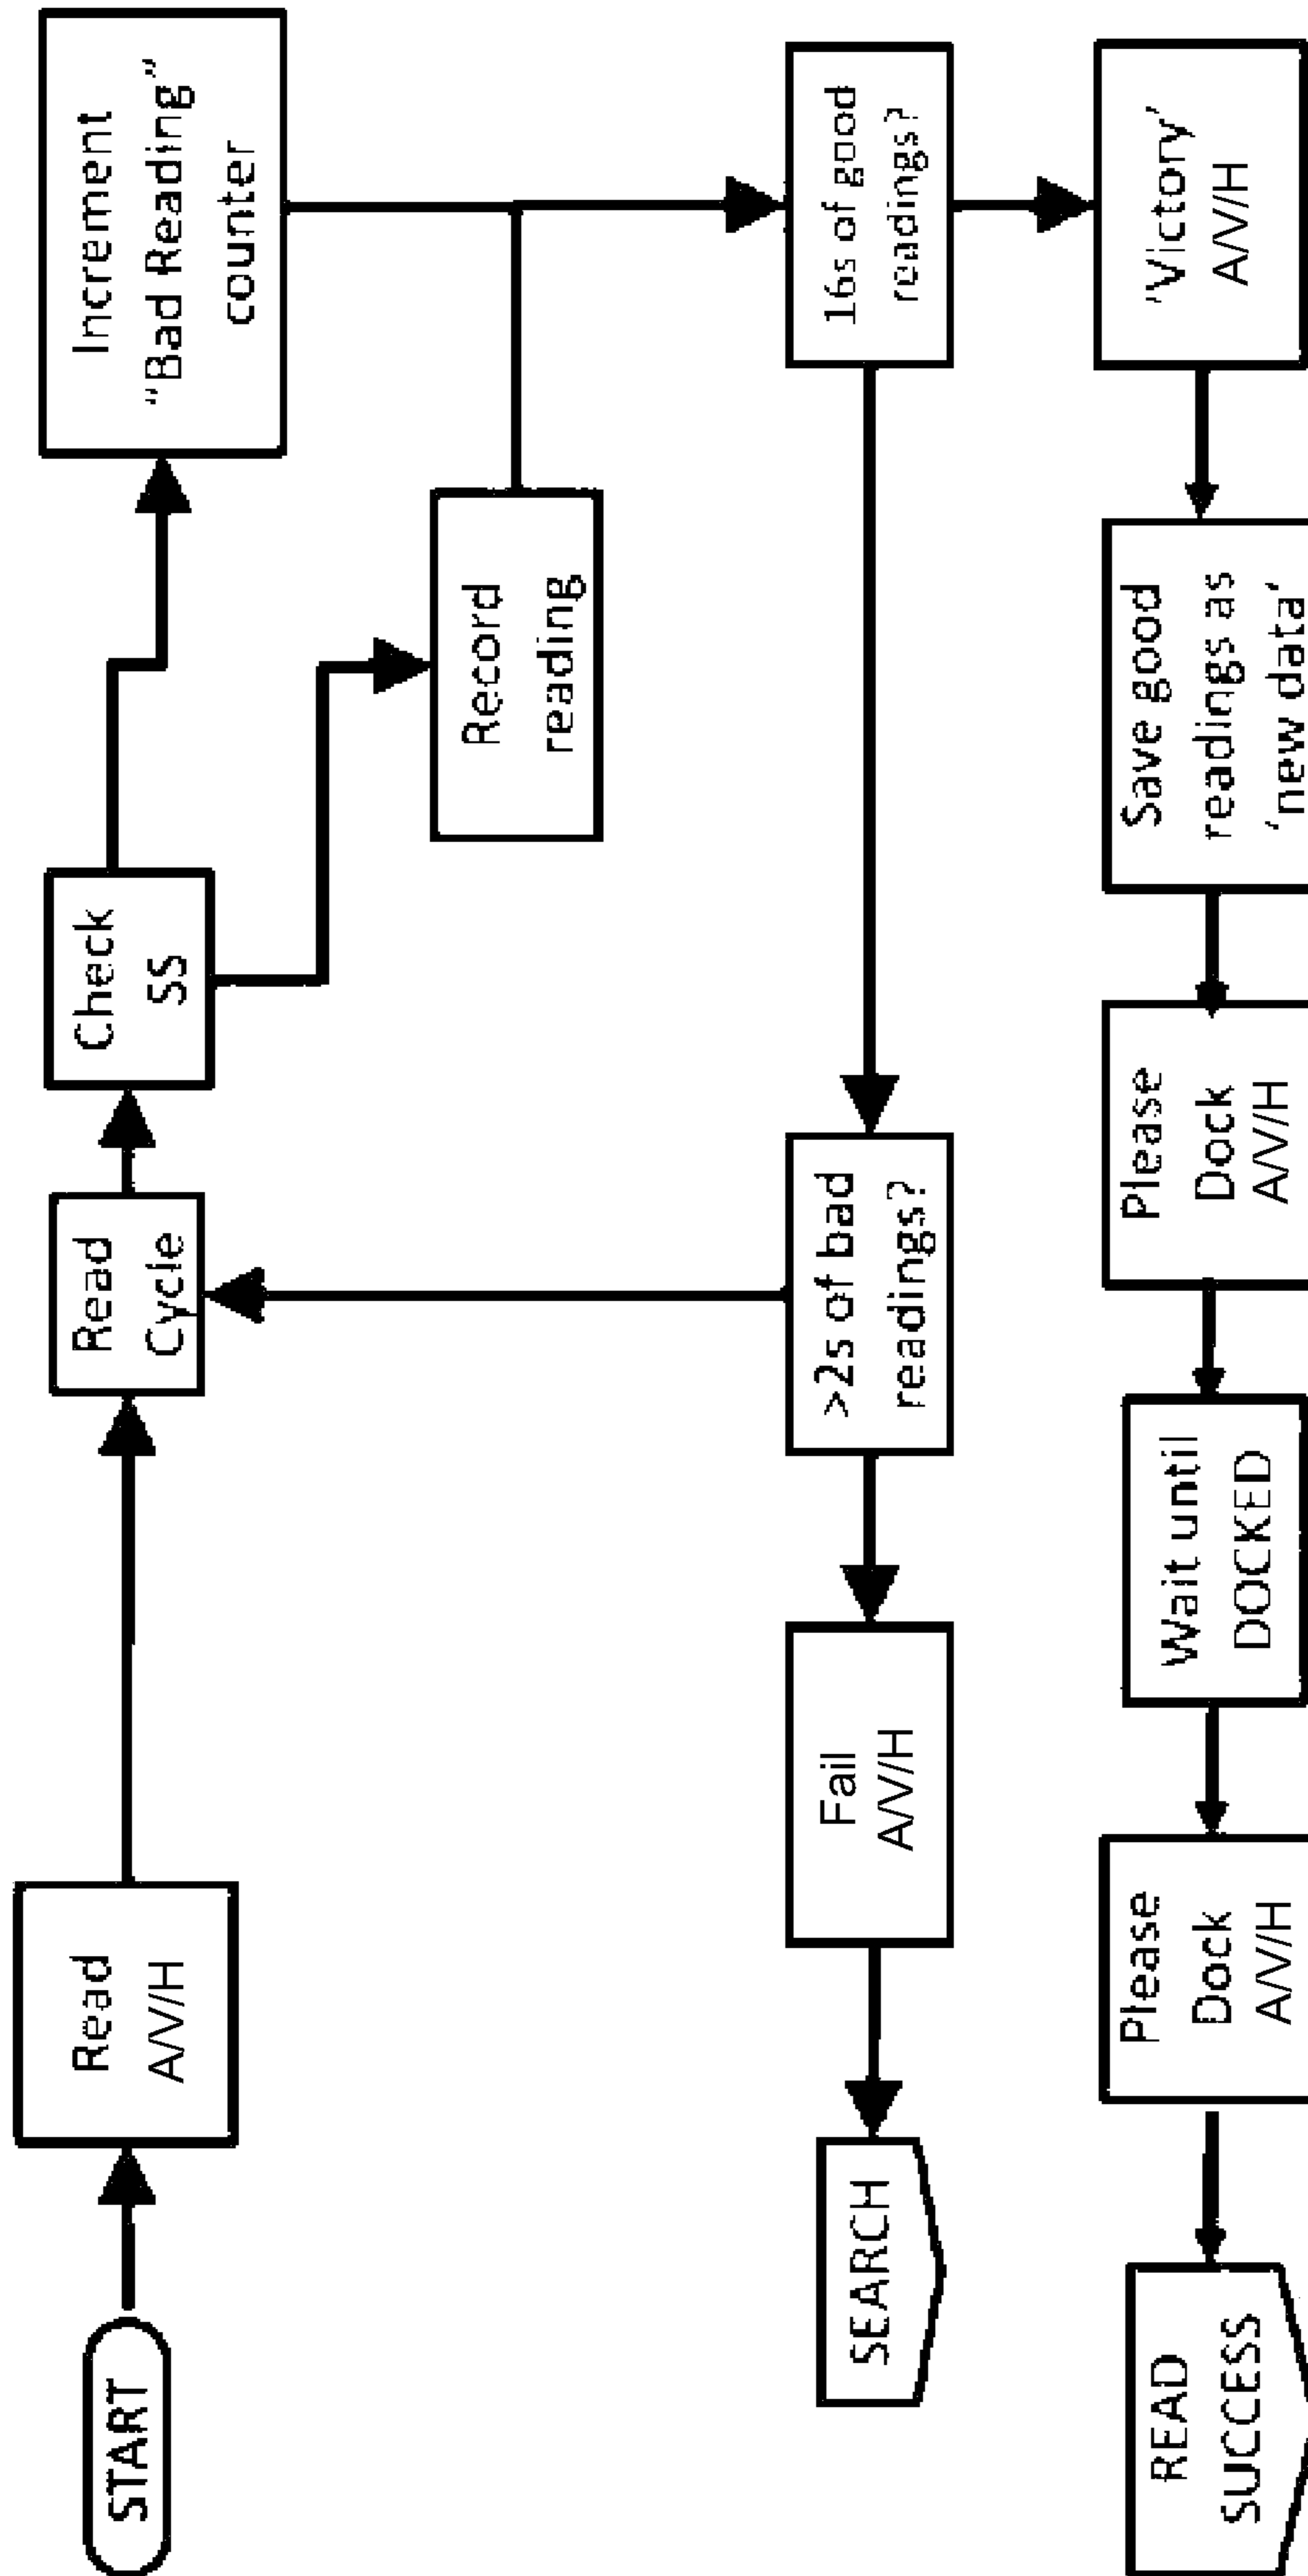 START
Read
A/V/H
Read
Cycle
Check
SS
Increment
“Bad Reading”
counter
Record
reading
SEARCH
Fail
A/V/H
>2s of bad
readings?
16s of good
readings?
READ
SUCCESS
Please
Dock
A/V/H
Wait until
DOCKED
Please
Dock
A/V/H
Save good
readings as
‘new data‘
‘Victory’
A/V/H